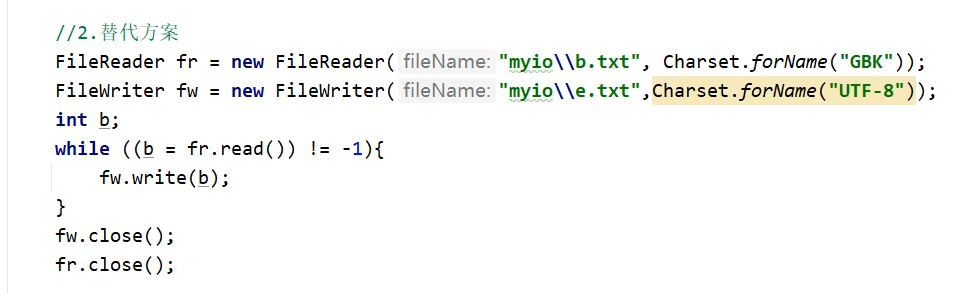 //2.替代方案
FileReader fr = new FileReader( fileName: "myio\\b.txt", Charset.forName("GBK"));
FileWriter fw = new FileWriter( fileName: "myio\\e.txt",Charset.forName("UTF-8"));
int b;
while ((b = fr.read()) != -1){
    fw.write(b);
}
fw.close();
fr.close();